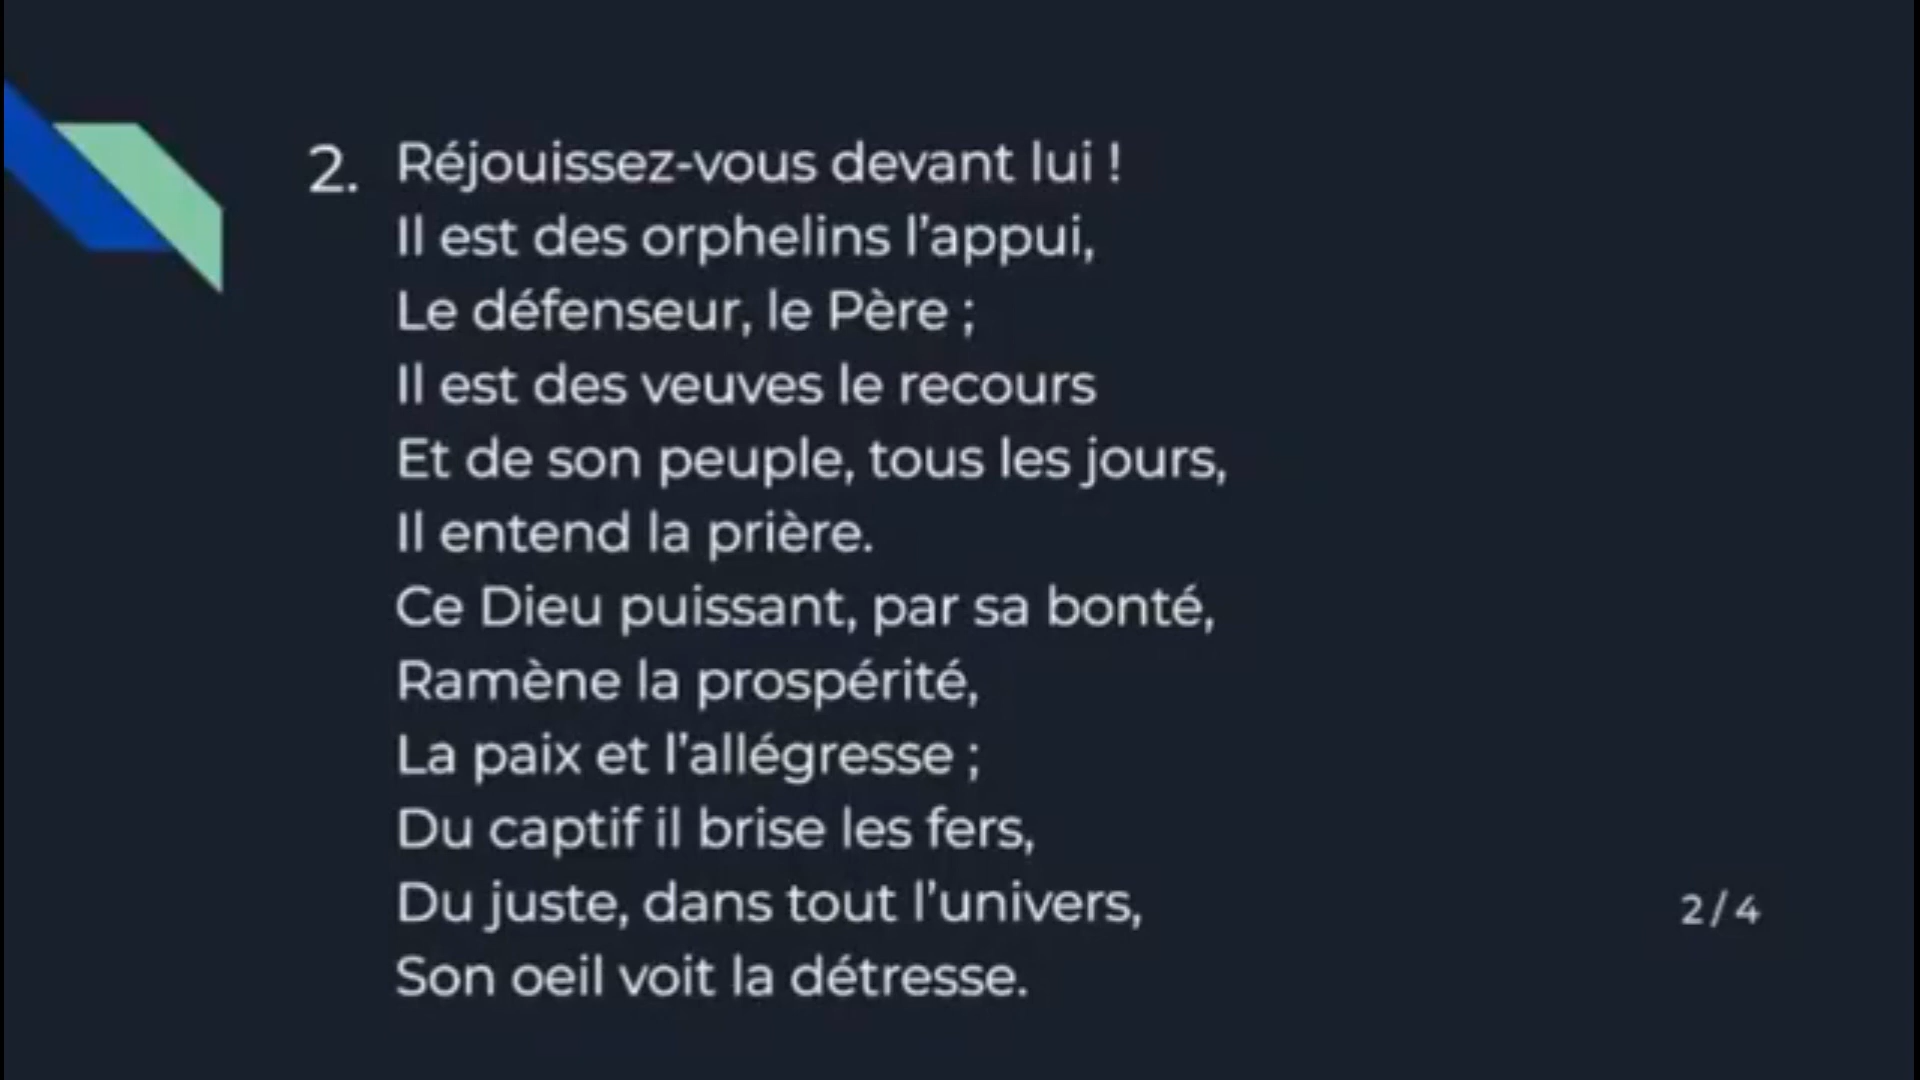 2. Réjouissez-vous devant lui !
Il est des orphelins l’appui,
Le défenseur, le Père ;
Il est des veuves le recours
Et de son peuple, tous les jours,
Il entend la prière.
Ce Dieu puissant, par sa bonté,
Ramène la prospérité,
La paix et l’allégresse ;
Du captif il brise les fers,
Du juste, dans tout l’univers,
Son oeil voit la détresse.
2 / 4